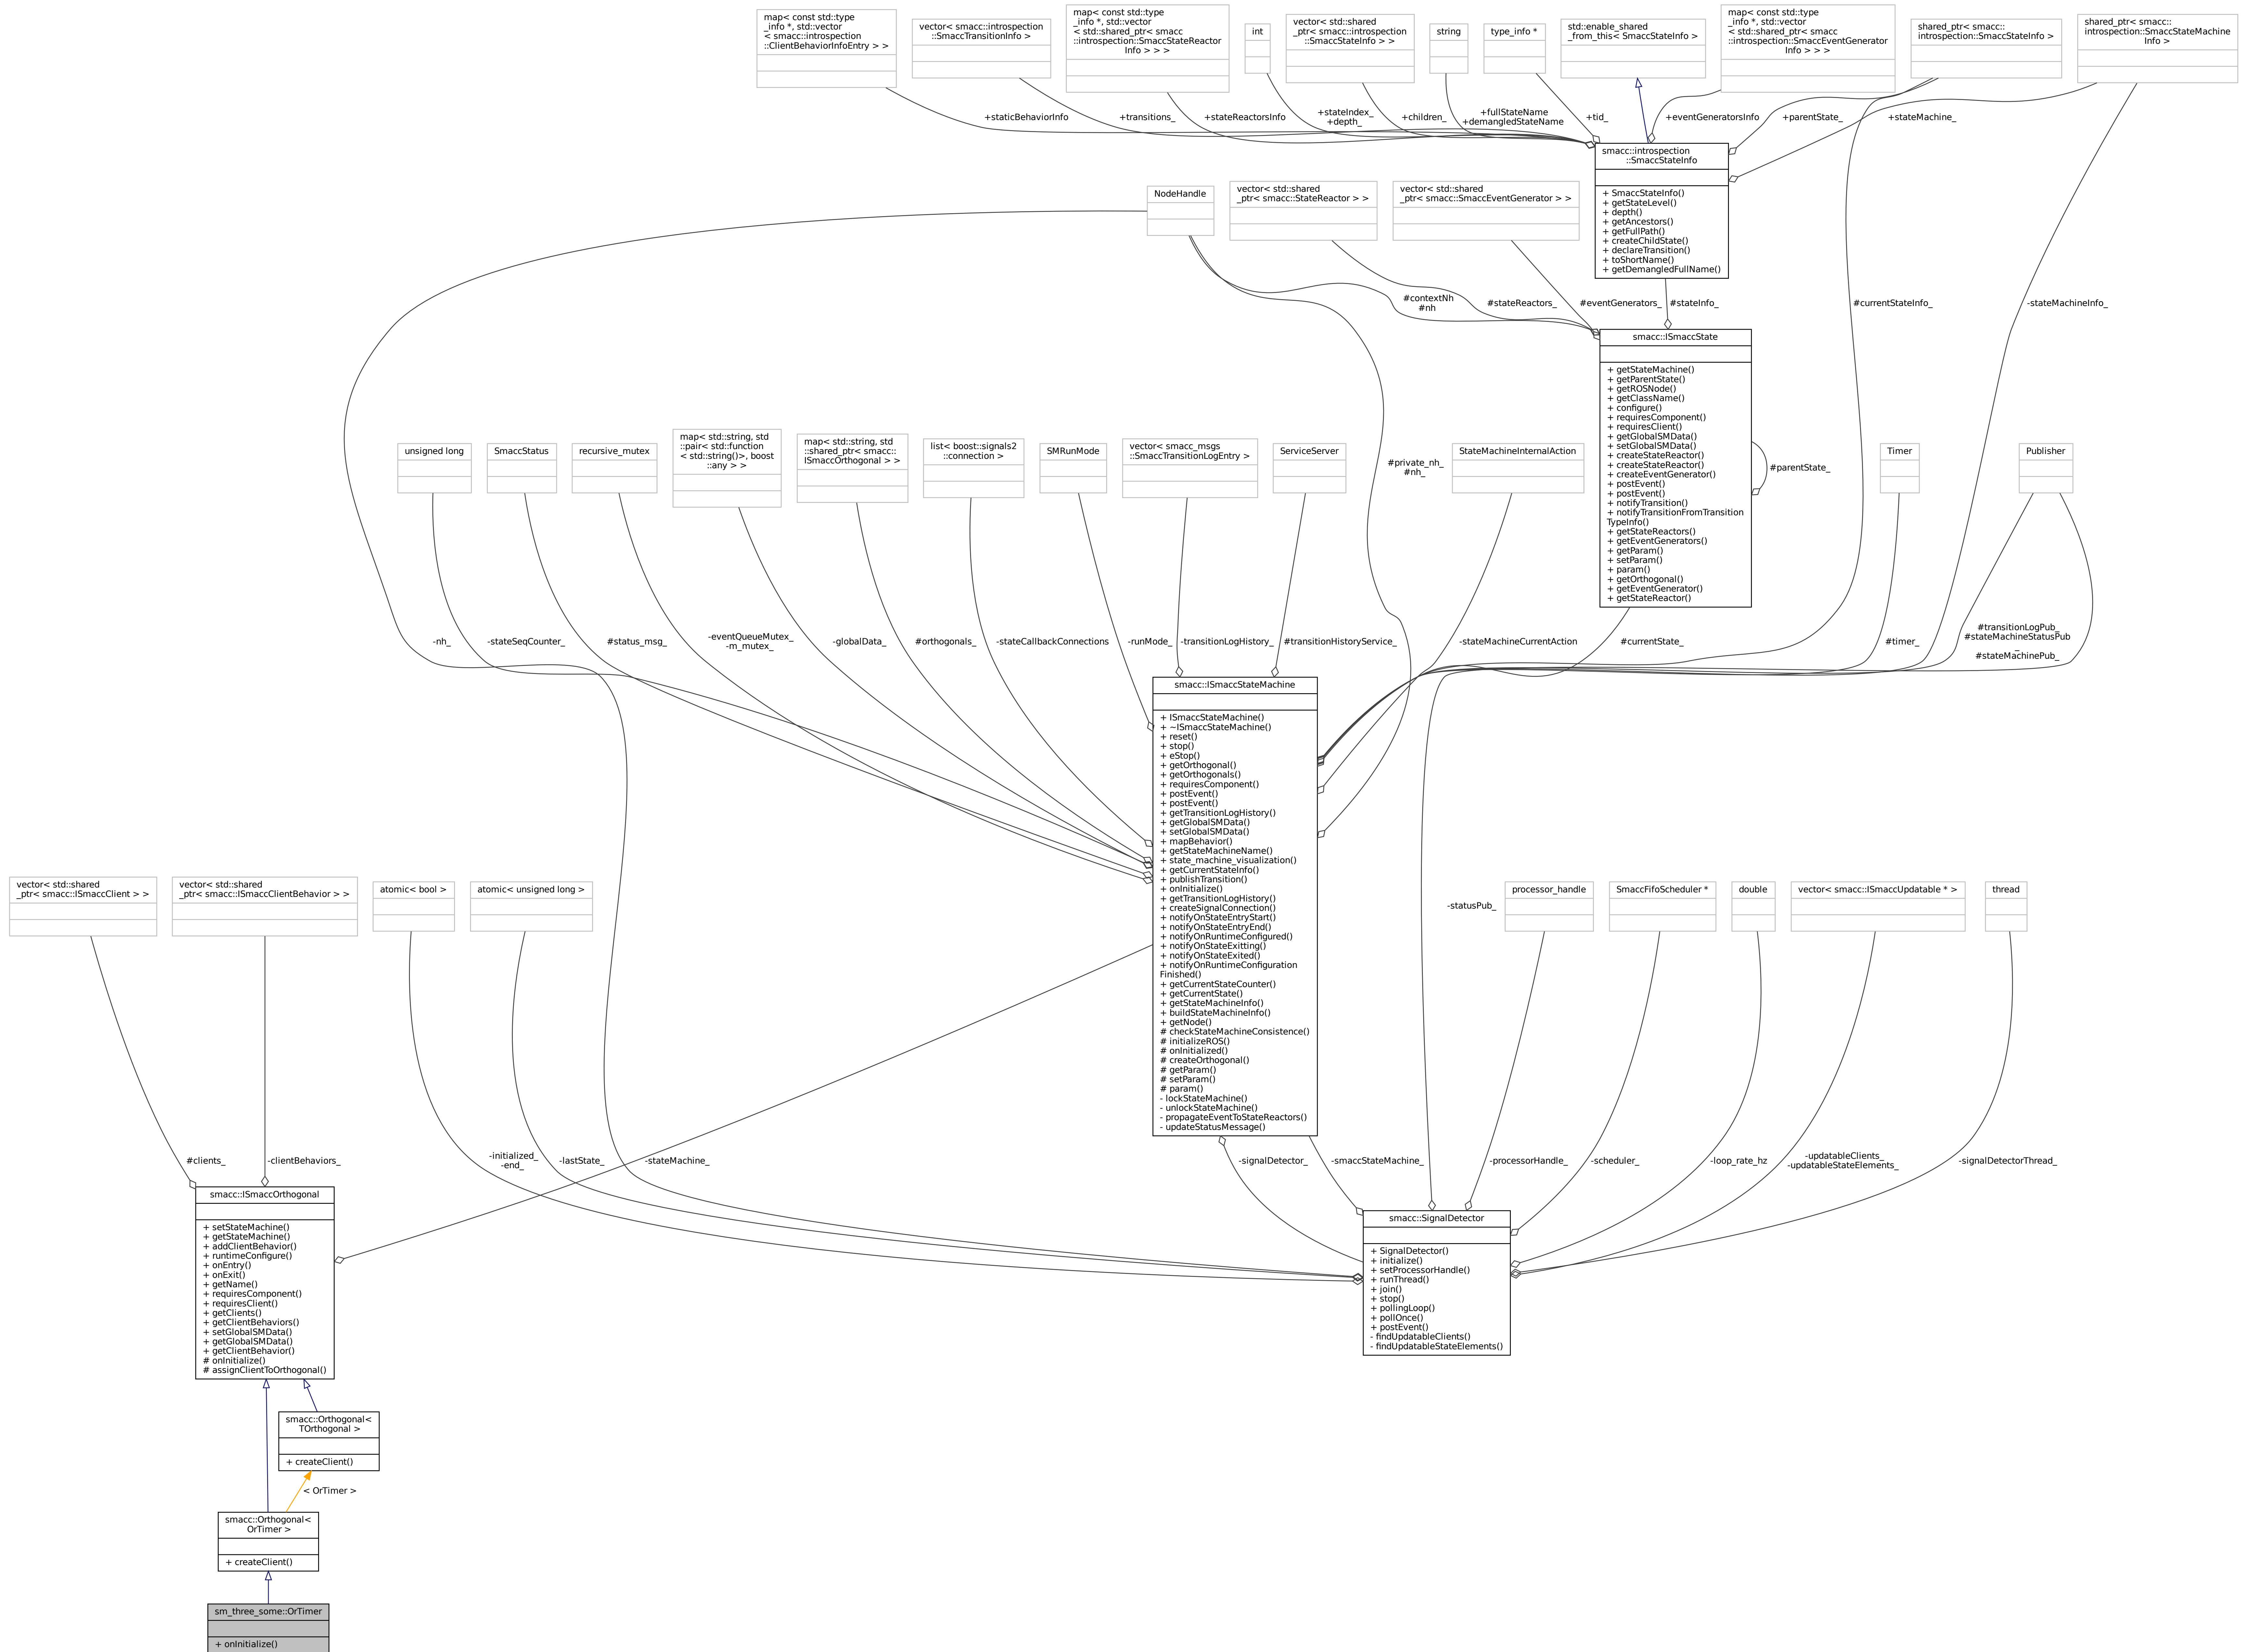 map< const std::type
_info *, std::vector
< smacc::introspection
::ClientBehaviorInfoEntry > >
vector< smacc::introspection
::SmaccTransitionInfo >
map< const std::type
_info *, std::vector
< std::shared_ptr< smacc
::introspection::SmaccStateReactor
Info > > >
int
vector< std::shared
_ptr< smacc::introspection
::SmaccStateInfo > >
string
type_info *
std::enable_shared
_from_this< SmaccStateInfo >
map< const std::type
_info *, std::vector
< std::shared_ptr< smacc
::introspection::SmaccEventGenerator
Info > > >
shared_ptr< smacc::
introspection::SmaccStateInfo >
shared_ptr< smacc::
introspection::SmaccStateMachine
Info >
+staticBehaviorInfo
+transitions_
+stateReactorsInfo
+stateIndex_
+depth_
+children_
+fullStateName
+demangledStateName
+tid_
+eventGeneratorsInfo
+parentState_
+stateMachine_
smacc::introspection
::SmaccStateInfo
+ SmaccStateInfo()
+ getStateLevel()
+ depth()
+ getAncestors()
+ getFullPath()
+ createChildState()
+ declareTransition()
+ toShortName()
+ getDemangledFullName()
NodeHandle
vector< std::shared
_ptr< smacc::StateReactor > >
vector< std::shared
_ptr< smacc::SmaccEventGenerator > >
#contextNh
#nh
#stateReactors_
#eventGenerators_
#stateInfo_
#currentStateInfo_
-stateMachineInfo_
smacc::ISmaccState
+ getStateMachine()
+ getParentState()
+ getROSNode()
+ getClassName()
+ configure()
+ requiresComponent()
+ requiresClient()
+ getGlobalSMData()
+ setGlobalSMData()
+ createStateReactor()
+ createStateReactor()
+ createEventGenerator()
+ postEvent()
+ postEvent()
+ notifyTransition()
+ notifyTransitionFromTransition
TypeInfo()
+ getStateReactors()
+ getEventGenerators()
+ getParam()
+ setParam()
+ param()
+ getOrthogonal()
+ getEventGenerator()
+ getStateReactor()
#parentState_
unsigned long
SmaccStatus
recursive_mutex
map< std::string, std
::pair< std::function
< std::string()>, boost
::any > >
map< std::string, std
::shared_ptr< smacc::
ISmaccOrthogonal > >
list< boost::signals2
::connection >
SMRunMode
vector< smacc_msgs
::SmaccTransitionLogEntry >
ServiceServer
#private_nh_
#nh_
StateMachineInternalAction
Timer
Publisher
-nh_
-stateSeqCounter_
#status_msg_
-eventQueueMutex_
-m_mutex_
-globalData_
#orthogonals_
-stateCallbackConnections
-runMode_
-transitionLogHistory_
#transitionHistoryService_
-stateMachineCurrentAction
#currentState_
#timer_
#transitionLogPub_
#stateMachineStatusPub
_
#stateMachinePub_
smacc::ISmaccStateMachine
+ ISmaccStateMachine()
+ ~ISmaccStateMachine()
+ reset()
+ stop()
+ eStop()
+ getOrthogonal()
+ getOrthogonals()
+ requiresComponent()
+ postEvent()
+ postEvent()
+ getTransitionLogHistory()
+ getGlobalSMData()
+ setGlobalSMData()
+ mapBehavior()
+ getStateMachineName()
+ state_machine_visualization()
+ getCurrentStateInfo()
+ publishTransition()
+ onInitialize()
+ getTransitionLogHistory()
+ createSignalConnection()
+ notifyOnStateEntryStart()
+ notifyOnStateEntryEnd()
+ notifyOnRuntimeConfigured()
+ notifyOnStateExitting()
+ notifyOnStateExited()
+ notifyOnRuntimeConfiguration
Finished()
+ getCurrentStateCounter()
+ getCurrentState()
+ getStateMachineInfo()
+ buildStateMachineInfo()
+ getNode()
# checkStateMachineConsistence()
# initializeROS()
# onInitialized()
# createOrthogonal()
# getParam()
# setParam()
# param()
- lockStateMachine()
- unlockStateMachine()
- propagateEventToStateReactors()
- updateStatusMessage()
vector< std::shared
_ptr< smacc::ISmaccClient > >
vector< std::shared
_ptr< smacc::ISmaccClientBehavior > >
atomic< bool >
atomic< unsigned long >
-statusPub_
processor_handle
SmaccFifoScheduler *
double
vector< smacc::ISmaccUpdatable * >
thread
#clients_
-clientBehaviors_
-initialized_
-end_
-lastState_
-stateMachine_
-signalDetector_
-smaccStateMachine_
-processorHandle_
-scheduler_
-loop_rate_hz
-updatableClients_
-updatableStateElements_
-signalDetectorThread_
smacc::ISmaccOrthogonal
+ setStateMachine()
+ getStateMachine()
+ addClientBehavior()
+ runtimeConfigure()
+ onEntry()
+ onExit()
+ getName()
+ requiresComponent()
+ requiresClient()
+ getClients()
+ getClientBehaviors()
+ setGlobalSMData()
+ getGlobalSMData()
+ getClientBehavior()
# onInitialize()
# assignClientToOrthogonal()
smacc::SignalDetector
+ SignalDetector()
+ initialize()
+ setProcessorHandle()
+ runThread()
+ join()
+ stop()
+ pollingLoop()
+ pollOnce()
+ postEvent()
- findUpdatableClients()
- findUpdatableStateElements()
smacc::Orthogonal<
TOrthogonal >
+ createClient()
< OrTimer >
smacc::Orthogonal<
OrTimer >
+ createClient()
sm_three_some::OrTimer
+ onInitialize()